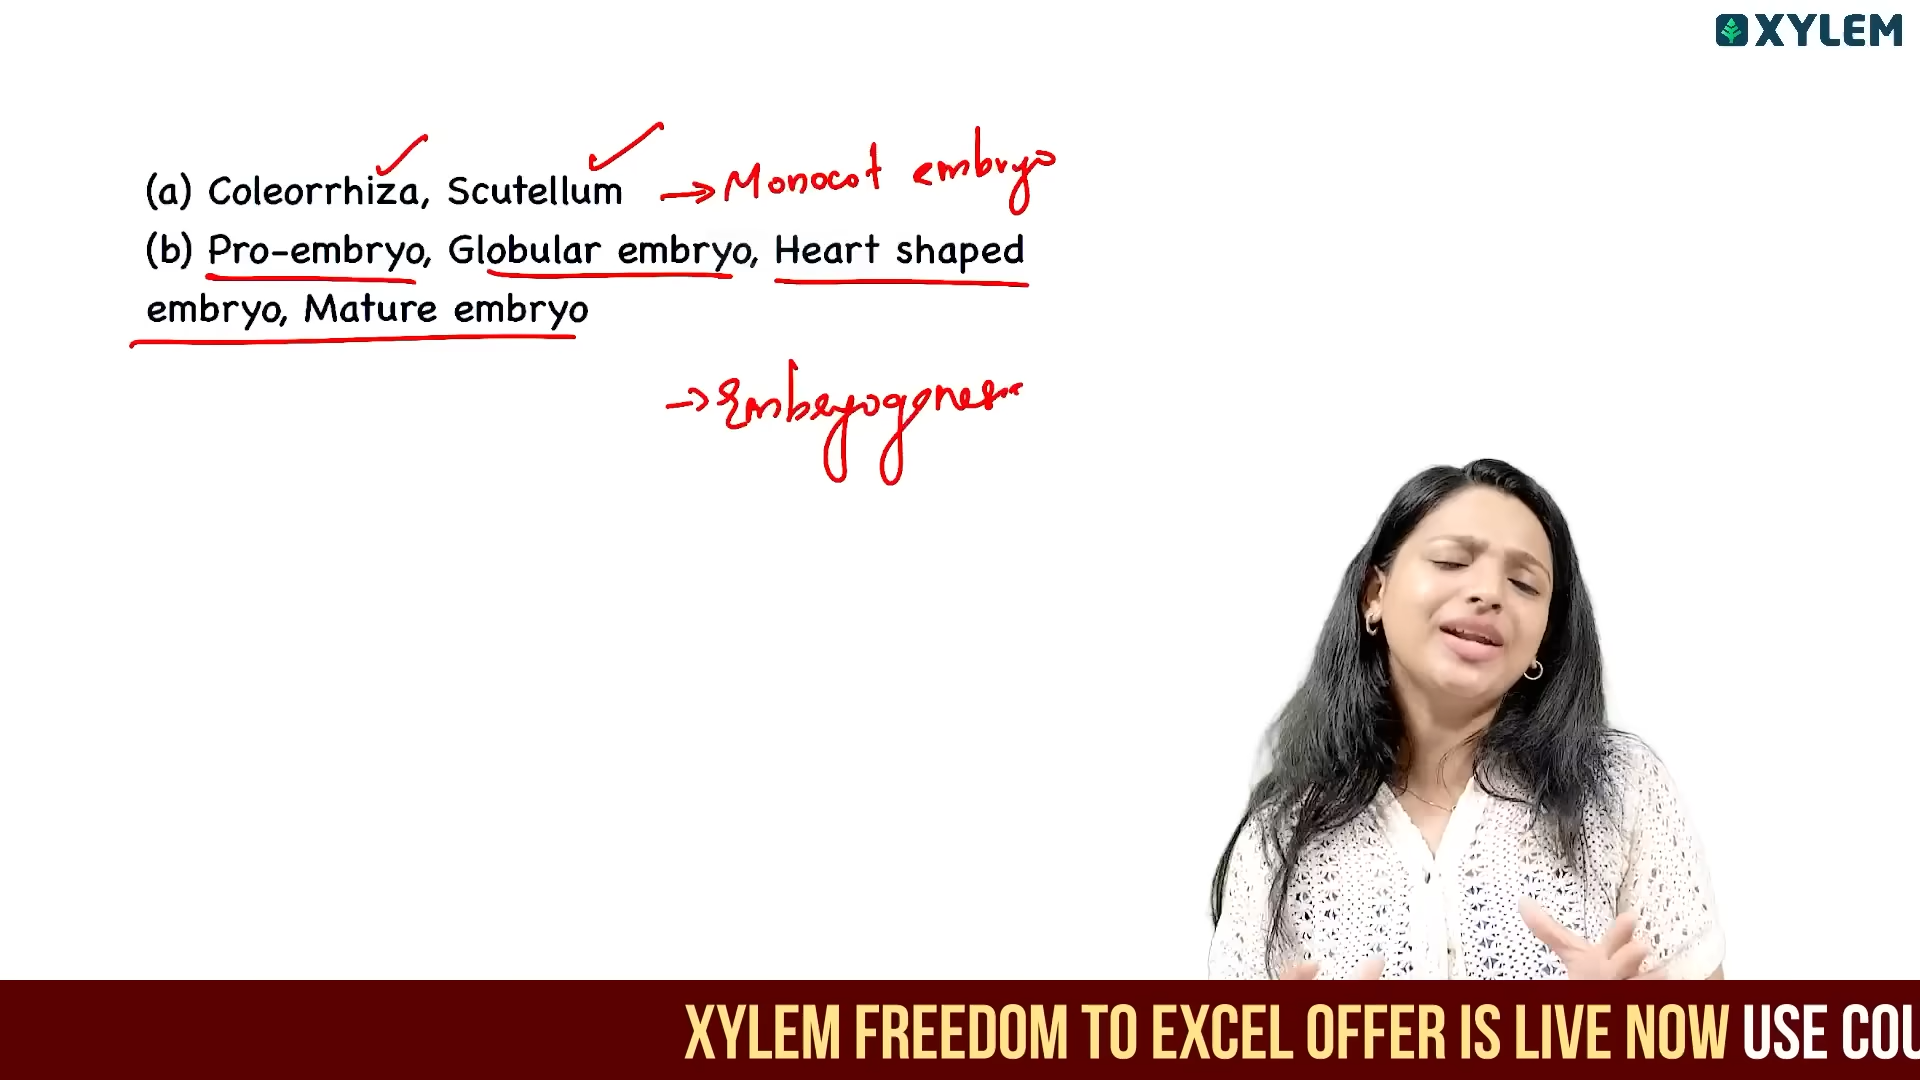 XYLEM
(a) Coleorrhiza, Scutellum → Monocot embryo
(b) Pro-embryo, Globular embryo, Heart shaped
embryo, Mature embryo
XYLEM FREEDOM TO EXCEL OFFER IS LIVE NOW USE COU